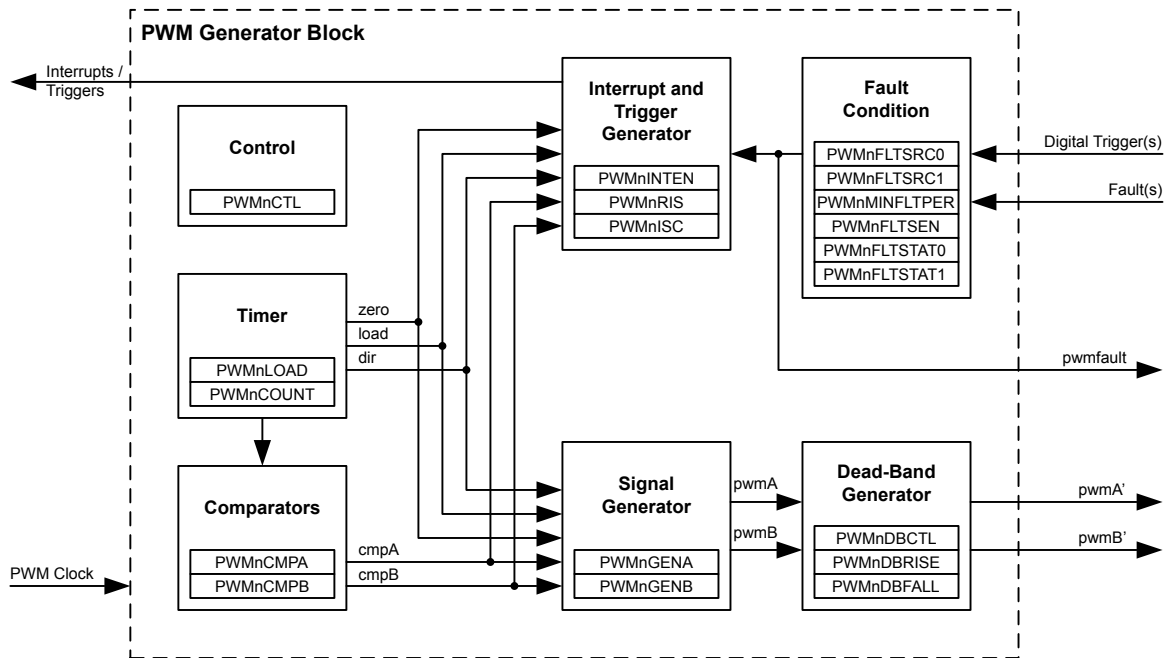 PWM Generator Block
Interrupts /
Triggers
Control
PWMnCTL
Interrupt and
Trigger
Generator
PWMnINTEN
PWMnRIS
PWMnISC
Fault
Condition
PWMnFLTSRC0
PWMnFLTSRC1
PWMnMINFLTPER
PWMnFLTSEN
PWMnFLTSTAT0
PWMnFLTSTAT1
Digital Trigger(s)
Fault(s)
Timer
PWMnLOAD
PWMnCOUNT
zero
load
dir
pwmfault
Comparators
PWMnCMPA
PWMnCMPB
cmpA
cmpB
Signal
Generator
PWMnGENA
PWMnGENB
pwmA
pwmB
Dead-Band
Generator
PWMnDBCTL
PWMnDBRISE
PWMnDBFALL
pwmA’
pwmB’
PWM Clock